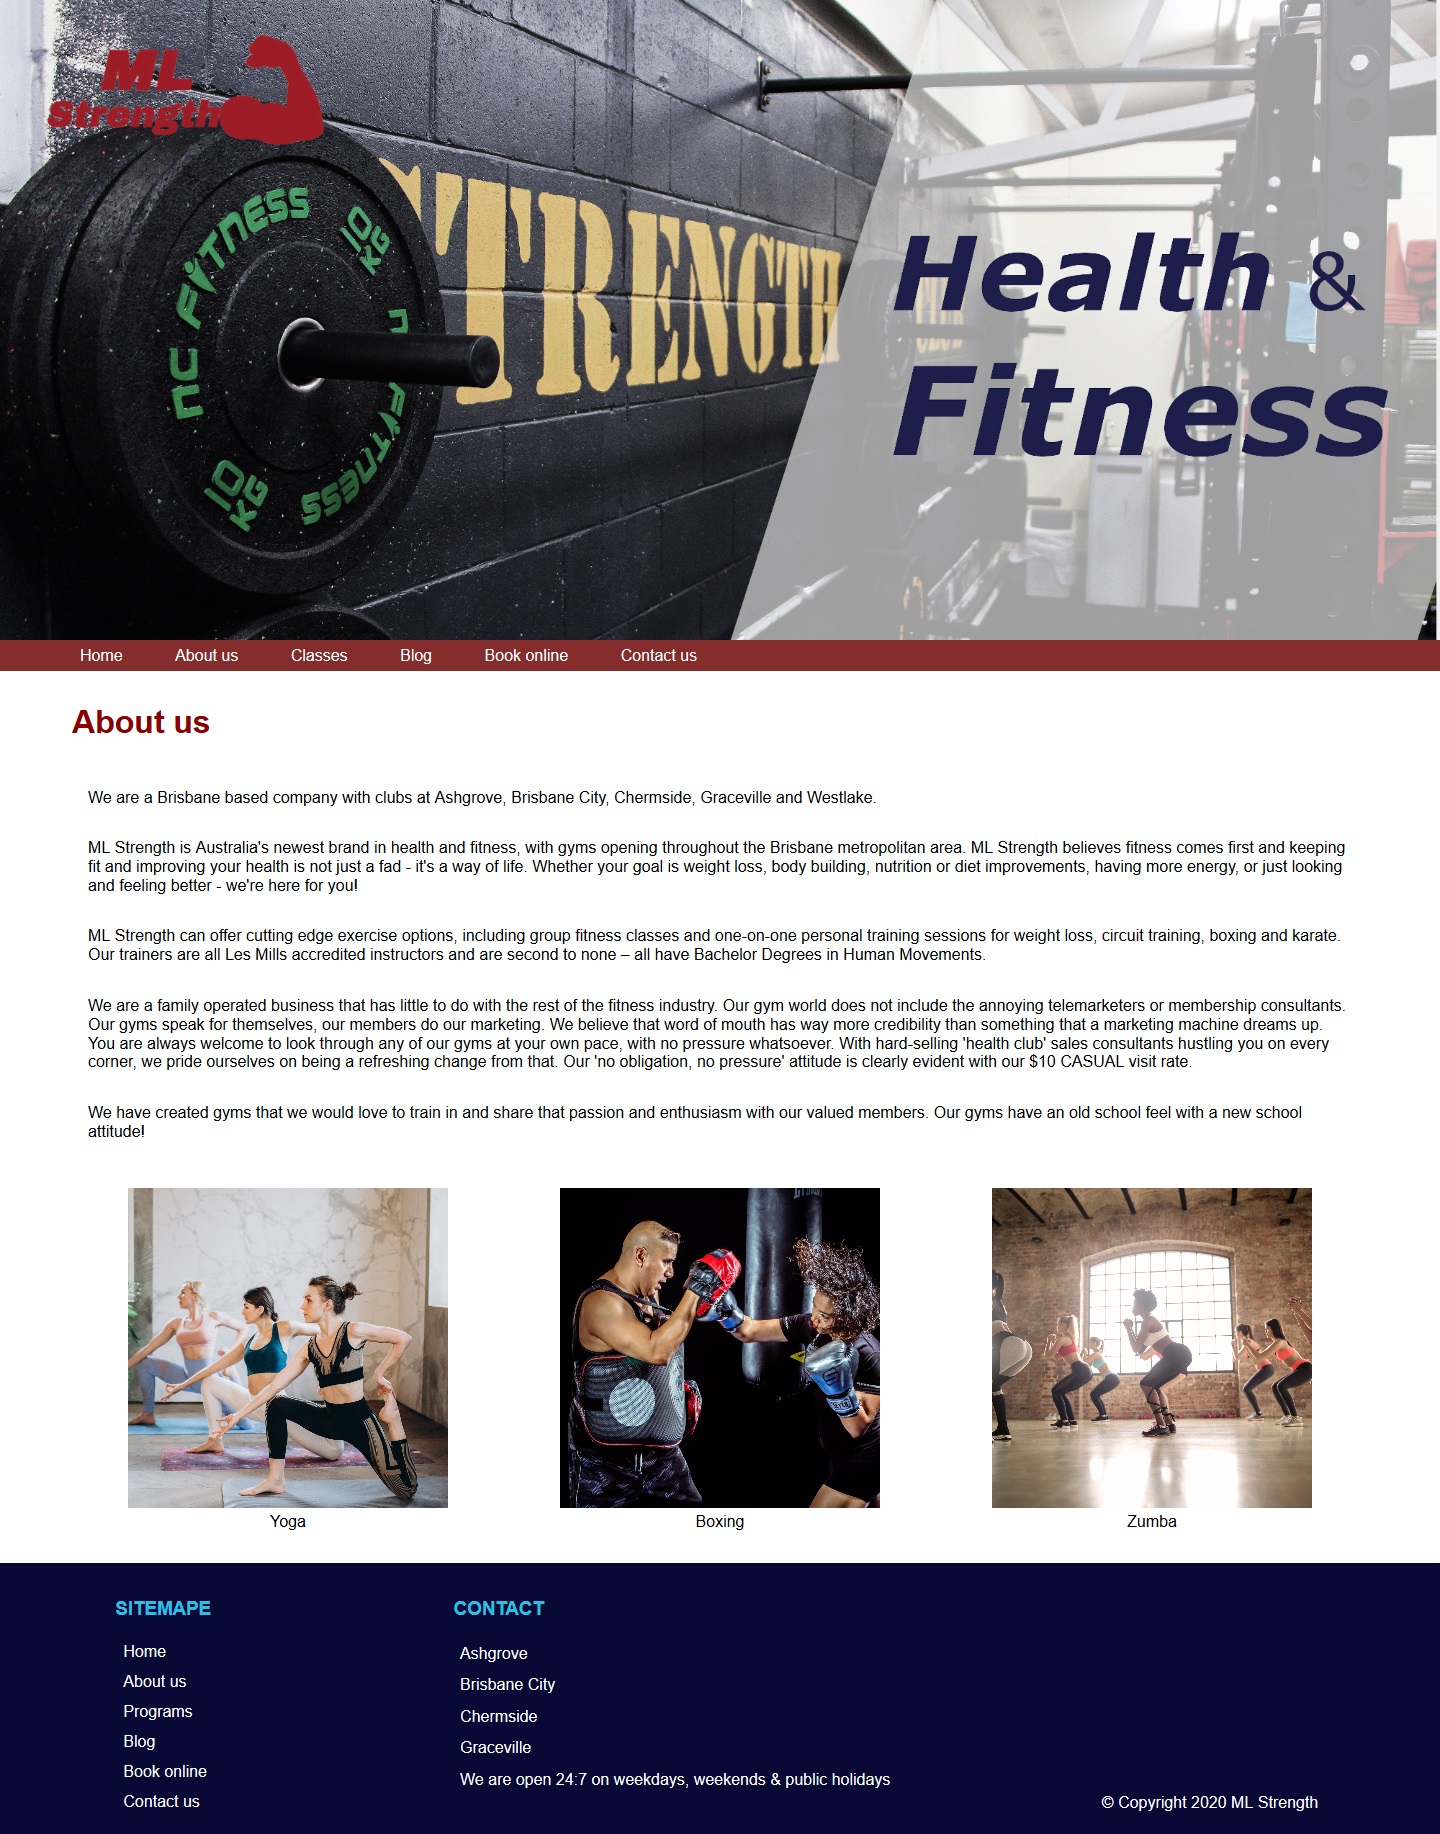 ML
Strength
NC FITNESS
10
KG
STRENGTH
10
KG
Health &
Fitness
Home
About us
Classes
Blog
Book online
Contact us
About us
We are a Brisbane based company with clubs at Ashgrove, Brisbane City, Chermside, Graceville and Westlake.
ML Strength is Australia's newest brand in health and fitness, with gyms opening throughout the Brisbane metropolitan area. ML Strength believes fitness comes first and keeping
fit and improving your health is not just a fad - it's a way of life. Whether your goal is weight loss, body building, nutrition or diet improvements, having more energy, or just looking
and feeling better - we're here for you!
ML Strength can offer cutting edge exercise options, including group fitness classes and one-on-one personal training sessions for weight loss, circuit training, boxing and karate.
Our trainers are all Les Mills accredited instructors and are second to none – all have Bachelor Degrees in Human Movements.
We are a family operated business that has little to do with the rest of the fitness industry. Our gym world does not include the annoying telemarketers or membership consultants.
Our gyms speak for themselves, our members do our marketing. We believe that word of mouth has way more credibility than something that a marketing machine dreams up.
You are always welcome to look through any of our gyms at your own pace, with no pressure whatsoever. With hard-selling 'health club' sales consultants hustling you on every
corner, we pride ourselves on being a refreshing change from that. Our 'no obligation, no pressure' attitude is clearly evident with our $10 CASUAL visit rate.
We have created gyms that we would love to train in and share that passion and enthusiasm with our valued members. Our gyms have an old school feel with a new school
attitude!
Yoga
Boxing
Zumba
SITEMAPE
Home
About us
Programs
Blog
Book online
Contact us
CONTACT
Ashgrove
Brisbane City
Chermside
Graceville
We are open 24:7 on weekdays, weekends & public holidays
© Copyright 2020 ML Strength